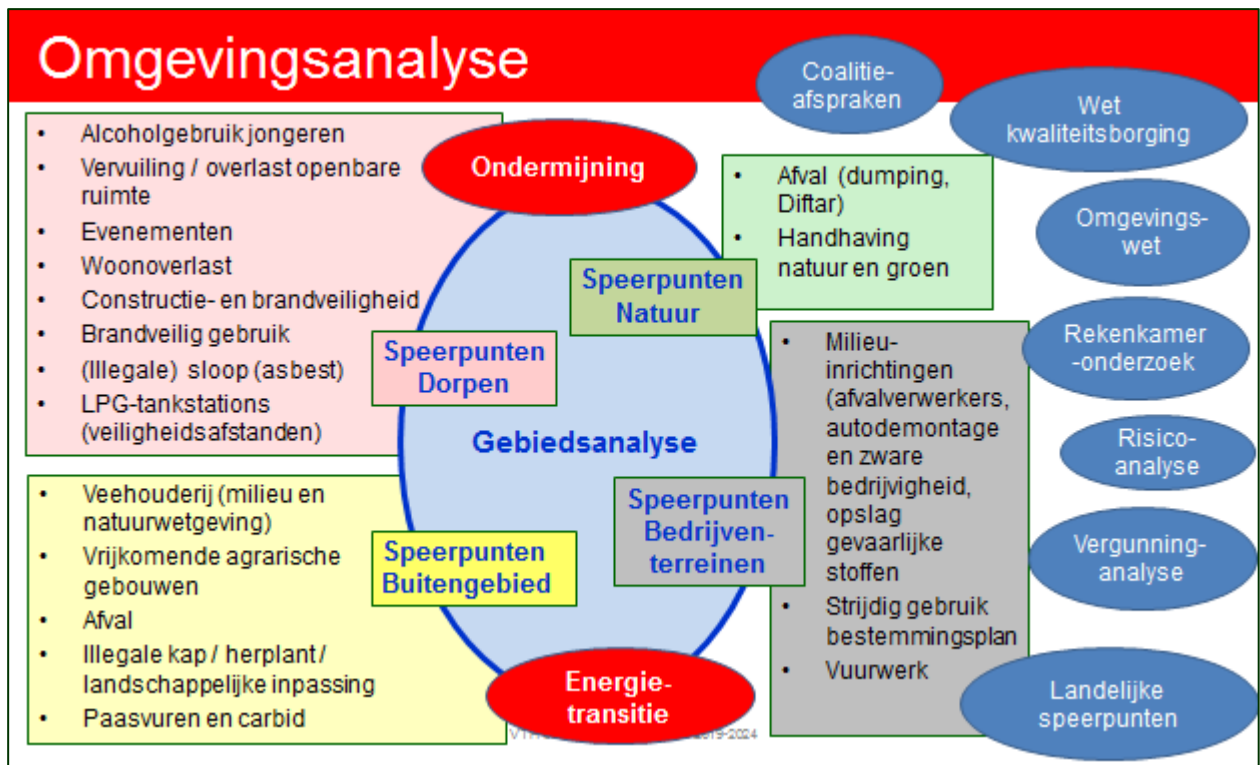 Omgevingsanalyse
Coalitie-
afspraken
Wet
kwaliteitsborging
Omgevings-
wet
Rekenkamer
-onderzoek
Risico-
analyse
Vergunning-
analyse
Landelijke
speerpunten
• Alcoholgebruik jongeren
• Vervuiling / overlast openbare
ruimte
• Evenementen
• Woonoverlast
• Constructie- en brandveiligheid
• Brandveilig gebruik
• (Illegale) sloop (asbest)
• LPG-tankstations
(veiligheidsafstanden)
Ondermijning
• Afval (dumping,
Diftar)
• Handhaving
natuur en groen
Speerpunten
Natuur
Speerpunten
Dorpen
Gebiedsanalyse
• Milieu-
inrichtingen
(afvalverwerkers,
autodemontage
en zware
bedrijvigheid,
opslag
gevaarlijke
stoffen
• Strijdig gebruik
bestemmingsplan
• Vuurwerk
Speerpunten
Bedrijven-
terreinen
Speerpunten
Buitengebied
• Veehouderij (milieu en
natuurwetgeving)
• Vrijkomende agrarische
gebouwen
• Afval
• Illegale kap / herplant /
landschappelijke inpassing
• Paasvuren en carbid
Energie-
transitie
2019-2024